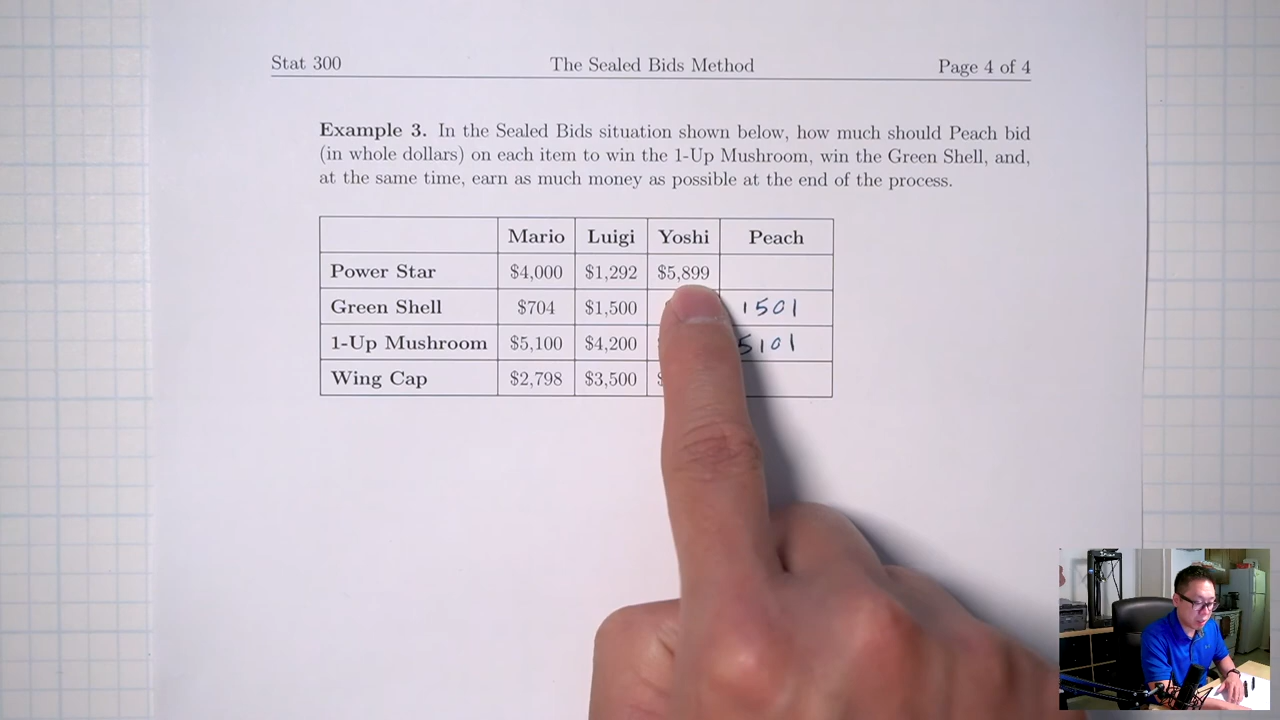 Stat 300 The Sealed Bids Method Page 4 of 4
Example 3. In the Sealed Bids situation shown below, how much should Peach bid
(in whole dollars) on each item to win the 1-Up Mushroom, win the Green Shell, and,
at the same time, earn as much money as possible at the end of the process.
Mario Luigi Yoshi Peach
Power Star $4,000 $1,292 $5,899
Green Shell $704 $1,500 1501
1-Up Mushroom $5,100 $4,200 5101
Wing Cap $2,798 $3,500